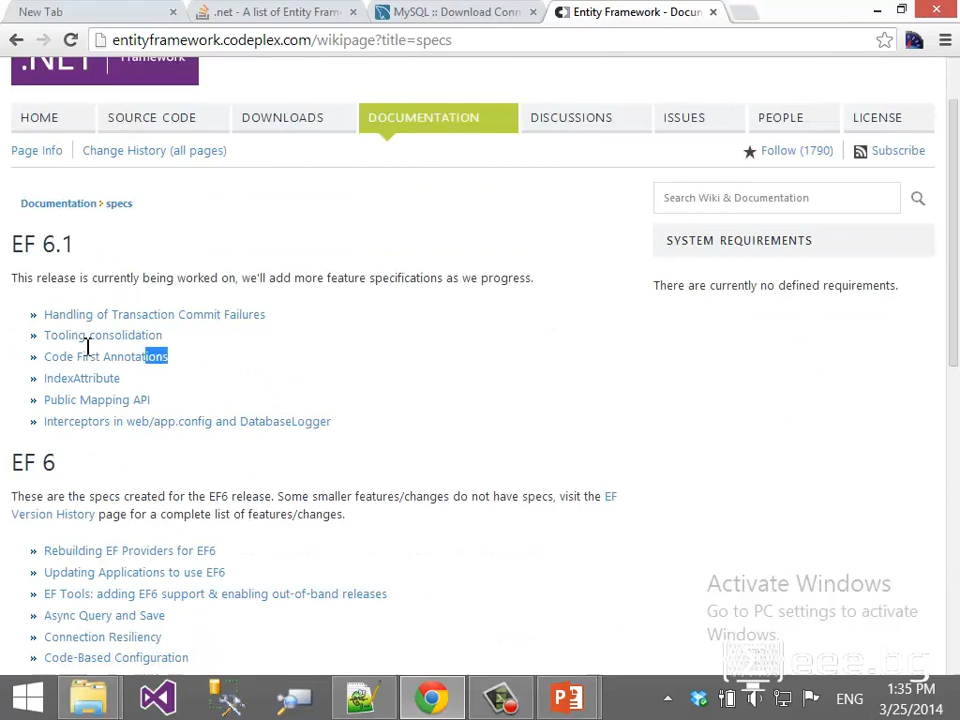 New Tab
.net - A list of Entity Fram
MySQL :: Download Conn
Entity Framework - Docun
entityframework.codeplex.com/wikipage?title=specs
.NET Framework
HOME SOURCE CODE DOWNLOADS DOCUMENTATION DISCUSSIONS ISSUES PEOPLE LICENSE
Page Info Change History (all pages) Follow (1790) Subscribe
Search Wiki & Documentation
Documentation specs
SYSTEM REQUIREMENTS
EF 6.1
This release is currently being worked on, we'll add more feature specifications as we progress.
There are currently no defined requirements.
» Handling of Transaction Commit Failures
» Tooling consolidation
» Code First Annotations
» IndexAttribute
» Public Mapping API
» Interceptors in web/app.config and DatabaseLogger
EF 6
These are the specs created for the EF6 release. Some smaller features/changes do not have specs, visit the EF
Version History page for a complete list of features/changes.
» Rebuilding EF Providers for EF6
» Updating Applications to use EF6
» EF Tools: adding EF6 support & enabling out-of-band releases
» Async Query and Save
» Connection Resiliency
» Code-Based Configuration
Activate Windows
Go to PC settings to activate
Windows.
eee.bg
ENG
1:35 PM
3/25/2014